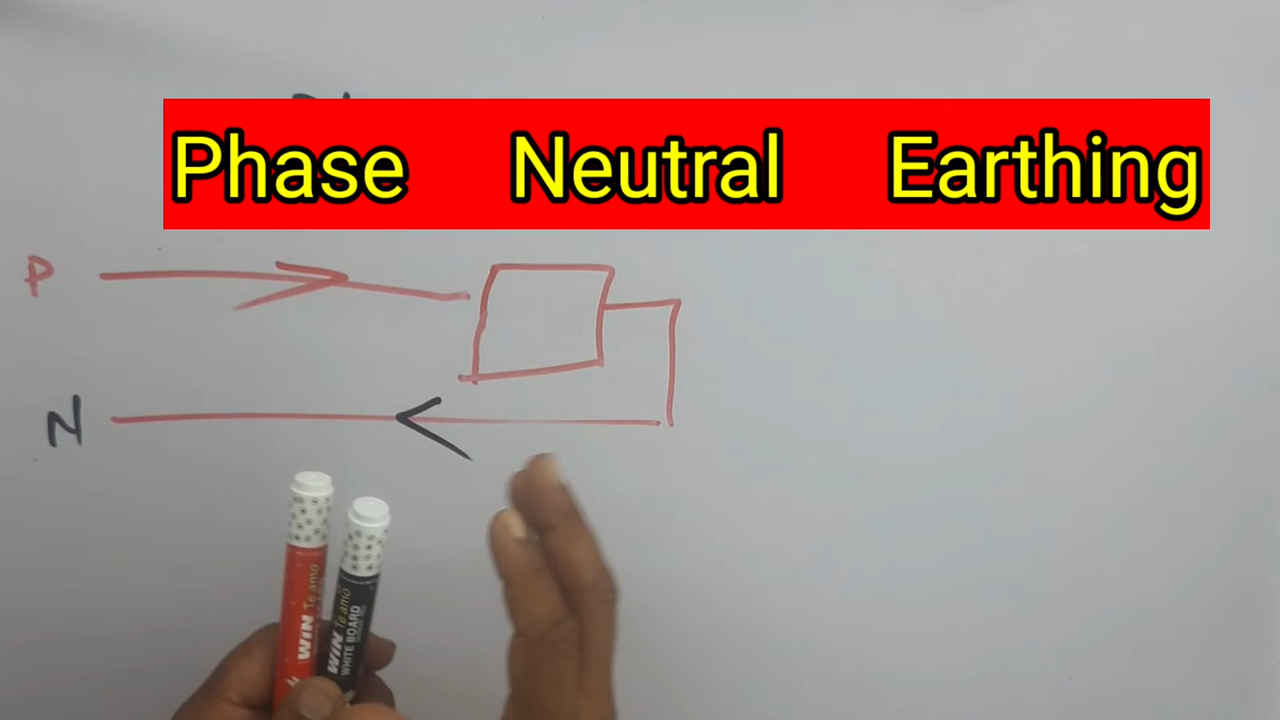 Phase Neutral Earthing
P
N
WiN Te amo
WiN Te amo
WHITE BOARD